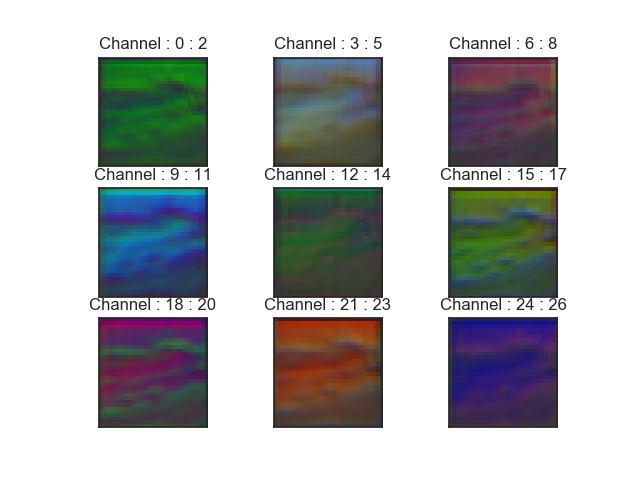 Channel : 0 : 2
Channel : 3 : 5
Channel : 6 : 8
Channel : 9 : 11
Channel : 12 : 14
Channel : 15 : 17
Channel : 18 : 20
Channel : 21 : 23
Channel : 24 : 26